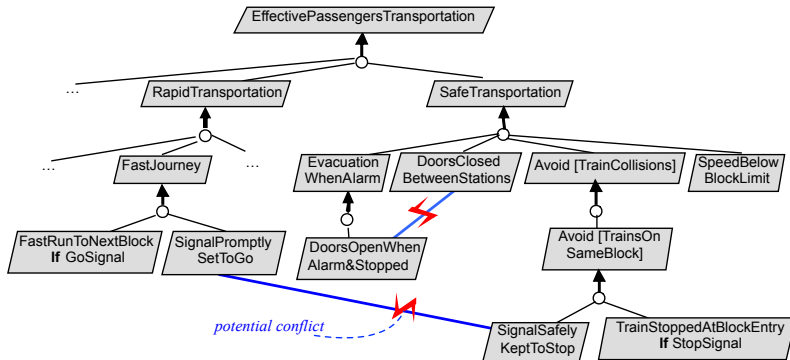 EffectivePassengersTransportation
...
RapidTransportation
SafeTransportation
...
FastJourney
...
Evacuation
WhenAlarm
DoorsClosed
BetweenStations
Avoid [TrainCollisions]
SpeedBelow
BlockLimit
FastRunToNextBlock
If GoSignal
SignalPromptly
SetToGo
DoorsOpenWhen
Alarm&Stopped
Avoid [TrainsOn
SameBlock]
potential conflict
SignalSafely
KeptToStop
TrainStoppedAtBlockEntry
If StopSignal